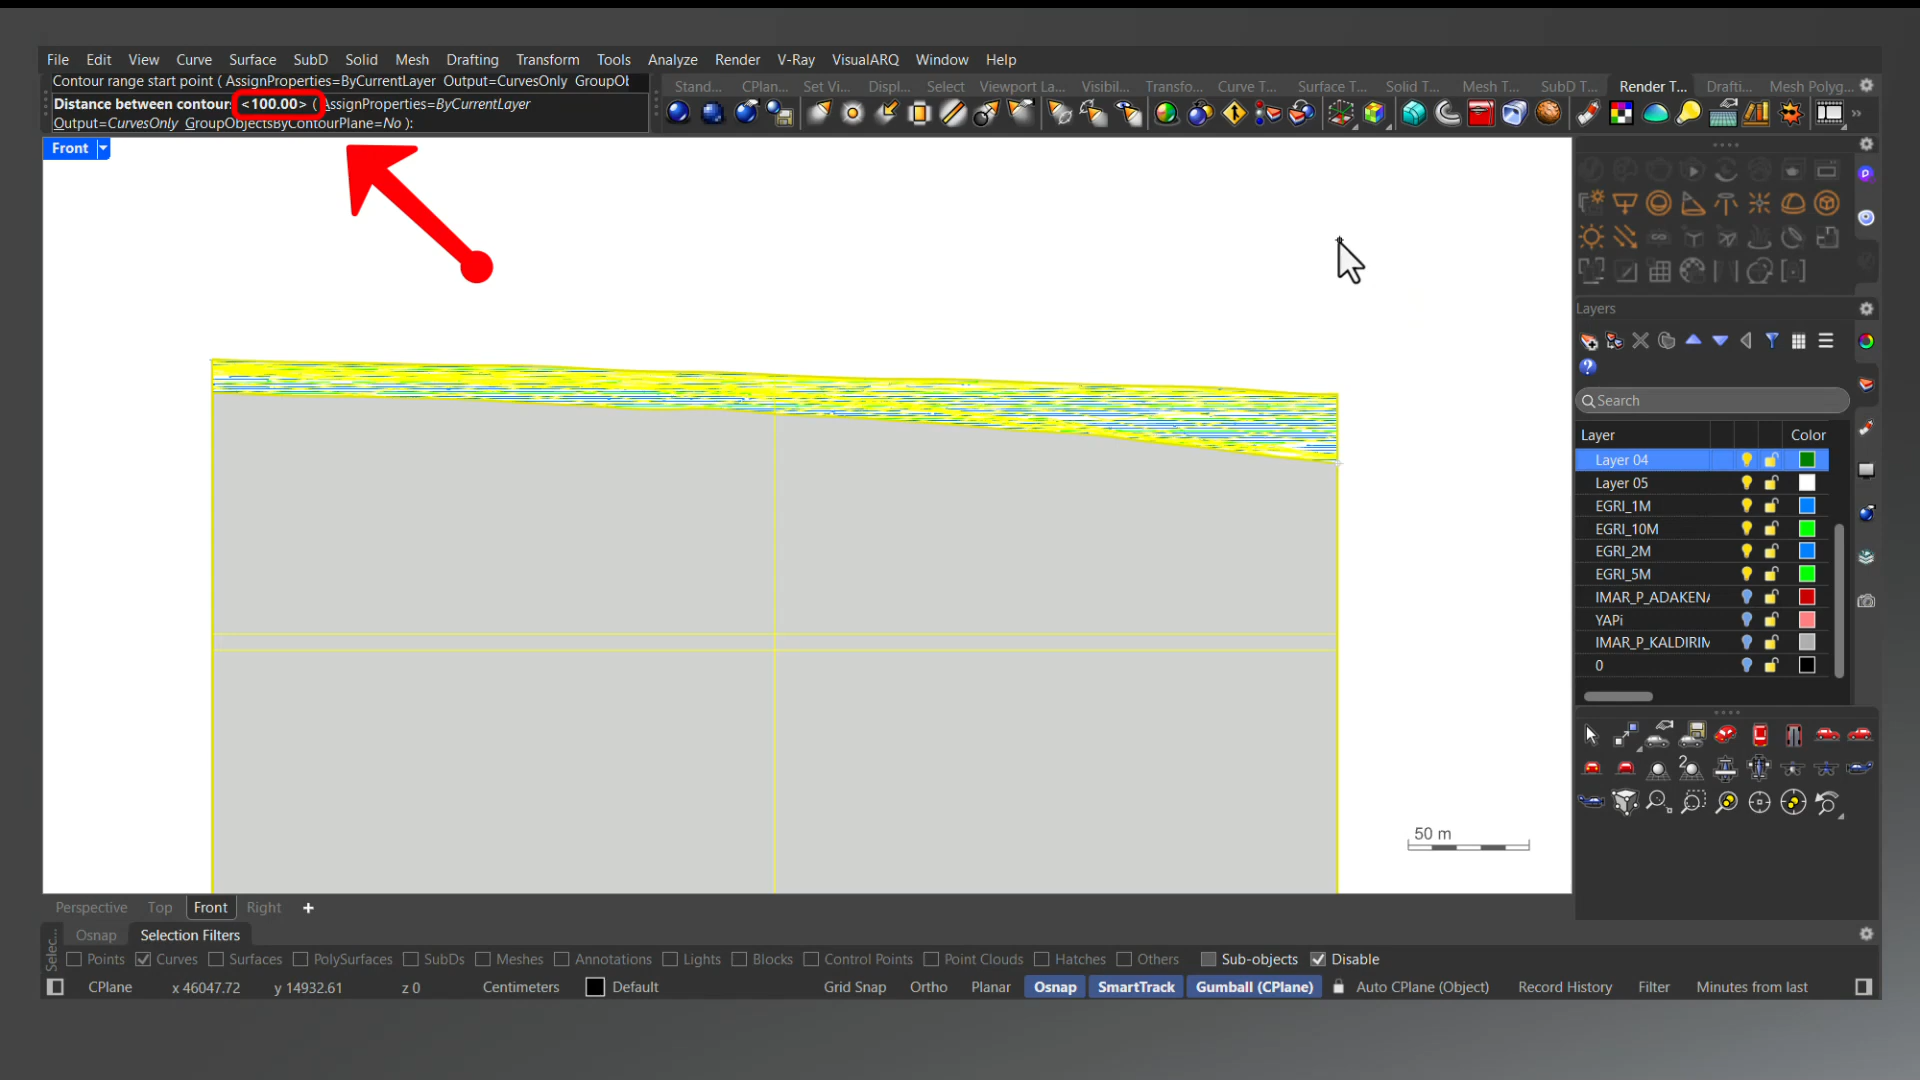 File Edit View Curve Surface SubD Solid Mesh Drafting Transform Tools Analyze Render V-Ray VisualARQ Window Help
Contour range start point ( AssignProperties=ByCurrentLayer Output=CurvesOnly GroupOb
Stand... CPlan... Set Vi... Displ... Select Viewport La... Visibil... Transfo... Curve T... Surface T... Solid T... Mesh T... SubD T... Render T... Drafti... Mesh Polyg...
Distance between contours <100.00> ( AssignProperties=ByCurrentLayer
Output=CurvesOnly GroupObjectsByContourPlane=No ):
Front
Layers
Search
Layer Color
Layer 04
Layer 05
EGRI_1M
EGRI_10M
EGRI_2M
EGRI_5M
IMAR_P_ADAKENA
YAPi
IMAR_P_KALDIRIM
0
2
50 m
Perspective Top Front Right +
Selec... Osnap Selection Filters
Points Curves Surfaces PolySurfaces SubDs Meshes Annotations Lights Blocks Control Points Point Clouds Hatches Others Sub-objects Disable
CPlane x 46047.72 y 14932.61 z 0 Centimeters Default Grid Snap Ortho Planar Osnap SmartTrack Gumball (CPlane) Auto CPlane (Object) Record History Filter Minutes from last